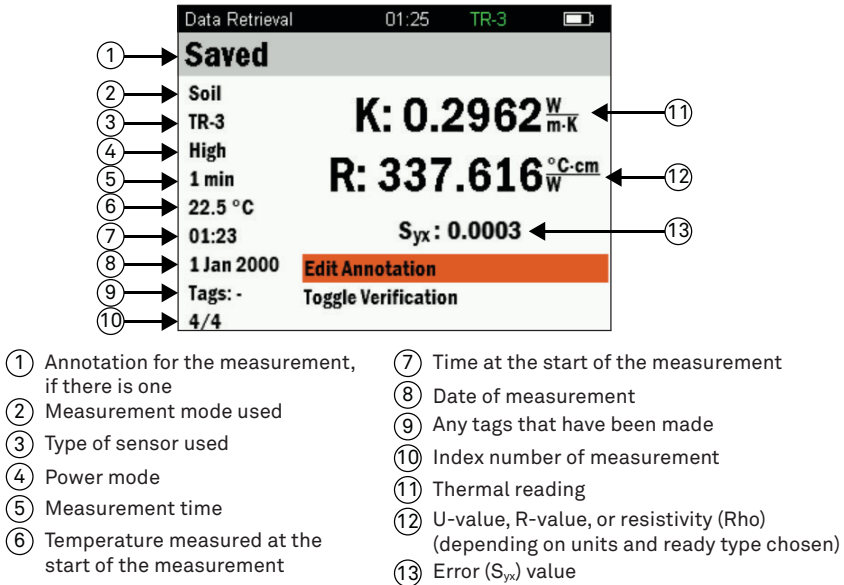 Data Retrieval 01:25 TR-3
1 Saved
2 Soil
3 TR-3
4 High
5 1 min
6 22.5 °C
7 01:23
8 1 Jan 2000
9 Tags: -
10 4/4
K: 0.2962 W/m·K 11
R: 337.616 °C·cm/W 12
Syx: 0.0003 13
Edit Annotation
Toggle Verification
1 Annotation for the measurement,
if there is one
2 Measurement mode used
3 Type of sensor used
4 Power mode
5 Measurement time
6 Temperature measured at the
start of the measurement
7 Time at the start of the measurement
8 Date of measurement
9 Any tags that have been made
10 Index number of measurement
11 Thermal reading
12 U-value, R-value, or resistivity (Rho)
(depending on units and ready type chosen)
13 Error (Syx) value